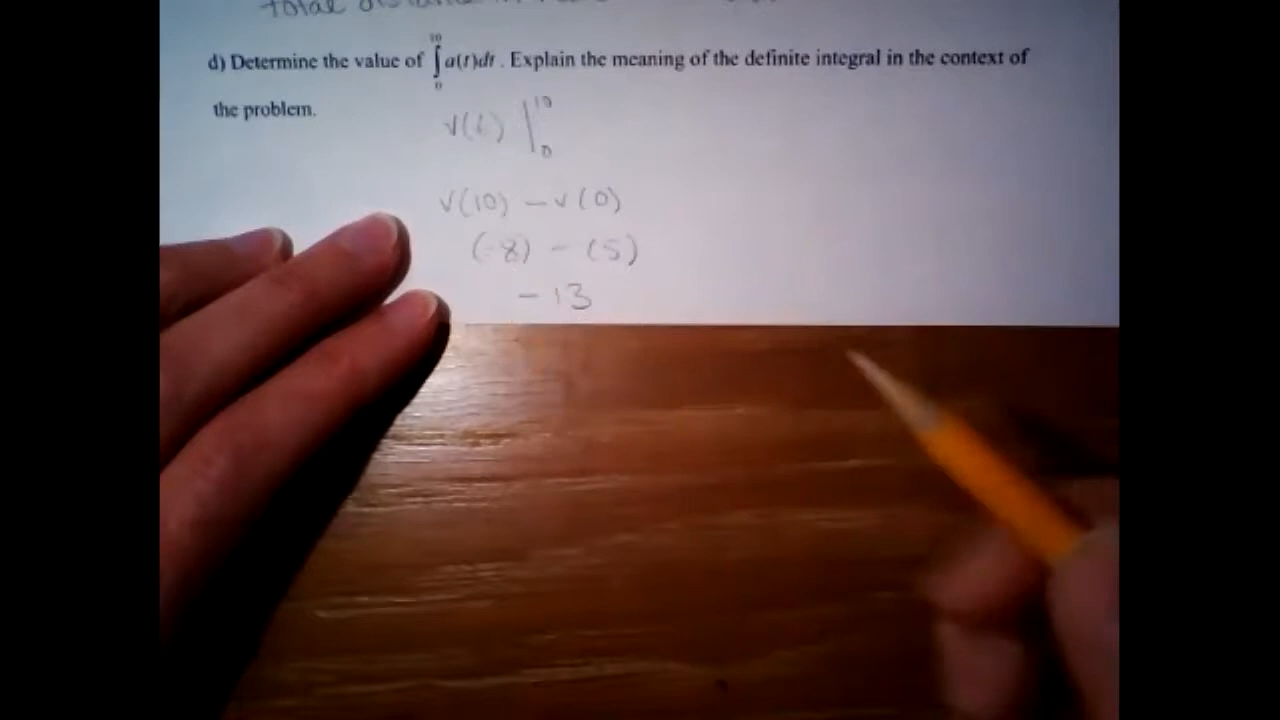 total
d) Determine the value of ∫₀¹⁰ a(t)dt . Explain the meaning of the definite integral in the context of
the problem.
v(t) |₀¹⁰
v(10) - v(0)
(-8) - (5)
- 13